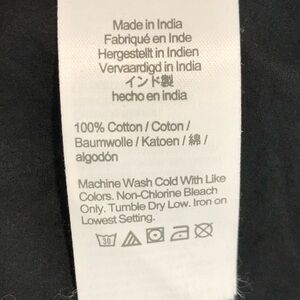 Made in India
Fabriqué en Inde
Hergestellt in Indien
Vervaardigd in India
インド製
hecho en india
100% Cotton / Coton /
Baumwolle / Katoen / 綿 /
algodón
Machine Wash Cold With Like
Colors. Non-Chlorine Bleach
Only. Tumble Dry Low. Iron on
Lowest Setting.
30